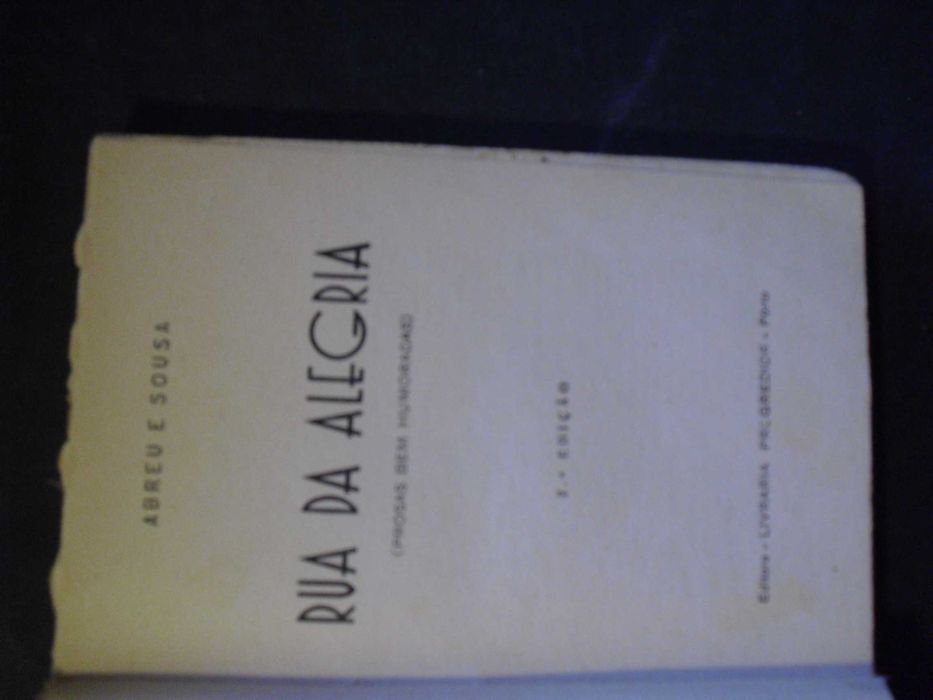 ABREU E SOUSA
RUA DA ALEGRIA
(PROSAS BEM HUMORADAS)
2.ª EDIÇÃO
Editora - LIVRARIA PROGREDIOR - Porto